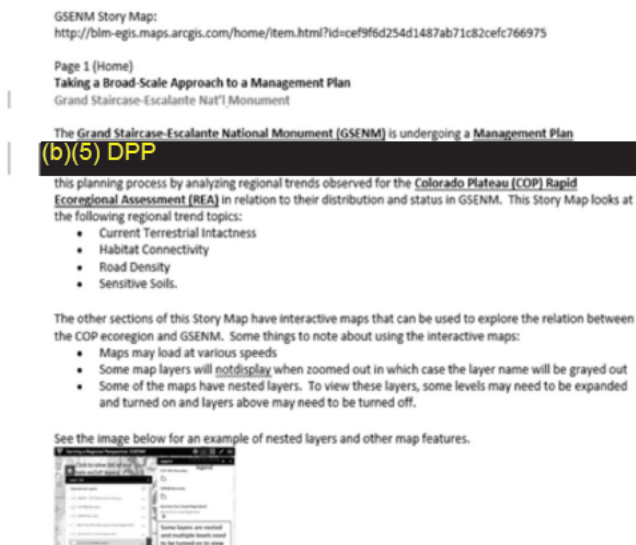 GSENM Story Map:
http://blm-egis.maps.arcgis.com/home/item.html?id=cef9f6d254d1487ab71c82cefc766975
Page 1 (Home)
Taking a Broad-Scale Approach to a Management Plan
Grand Staircase-Escalante Nat'l Monument
The Grand Staircase-Escalante National Monument (GSENM) is undergoing a Management Plan
(b)(5) DPP
this planning process by analyzing regional trends observed for the Colorado Plateau (COP) Rapid
Ecoregional Assessment (REA) in relation to their distribution and status in GSENM. This Story Map looks at
the following regional trend topics:
• Current Terrestrial Intactness
• Habitat Connectivity
• Road Density
• Sensitive Soils.
The other sections of this Story Map have interactive maps that can be used to explore the relation between
the COP ecoregion and GSENM. Some things to note about using the interactive maps:
• Maps may load at various speeds
• Some map layers will notdisplay when zoomed out in which case the layer name will be grayed out
• Some of the maps have nested layers. To view these layers, some levels may need to be expanded
and turned on and layers above may need to be turned off.
See the image below for an example of nested layers and other map features.
Some layers are nested
and multiple levels need
to be turned on to view